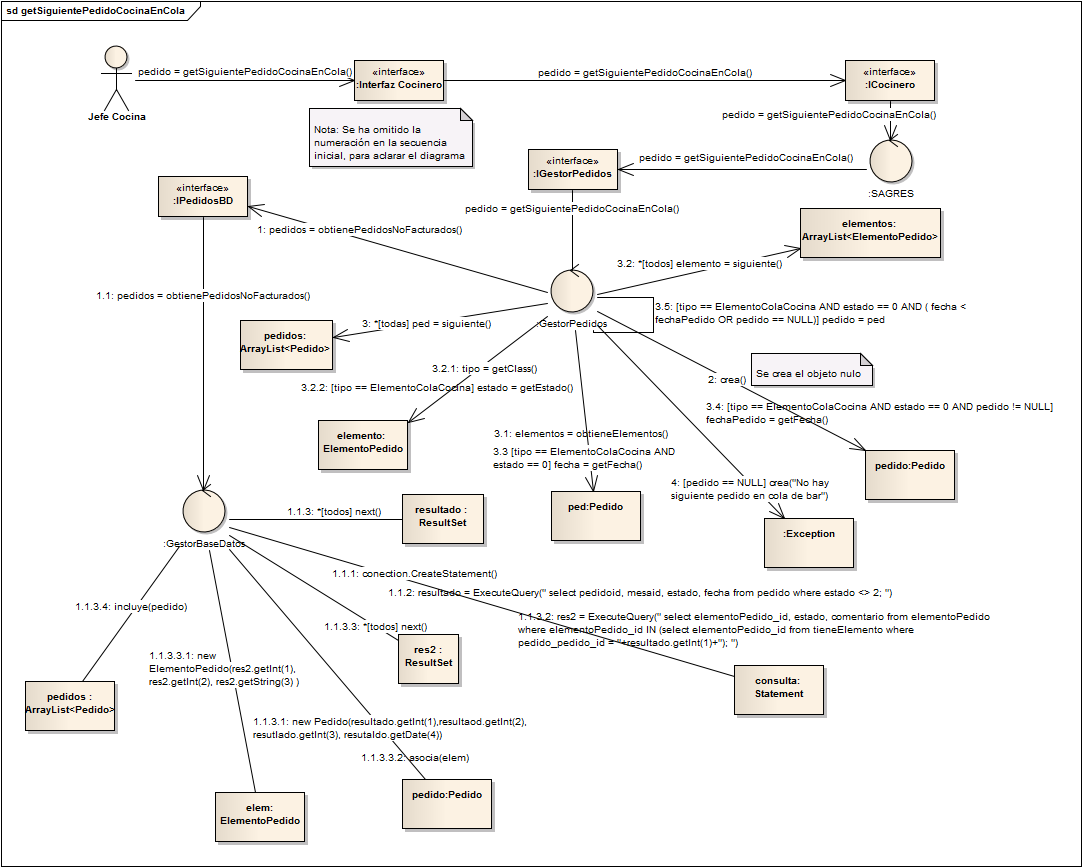 sd getSiguientePedidoCocinaEnCola
pedido = getSiguientePedidoCocinaEnCola()
«interface»
:Interfaz Cocinero
pedido = getSiguientePedidoCocinaEnCola()
«interface»
:ICocinero
Jefe Cocina
Nota: Se ha omitido la
numeración en la secuencia
inicial, para aclarar el diagrama
pedido = getSiguientePedidoCocinaEnCola()
«interface»
:IGestorPedidos
pedido = getSiguientePedidoCocinaEnCola()
:SAGRES
«interface»
:IPedidosBD
pedido = getSiguientePedidoCocinaEnCola()
elementos:
ArrayList<ElementoPedido>
1: pedidos = obtienePedidosNoFacturados()
3.2: *[todos] elemento = siguiente()
1.1: pedidos = obtienePedidosNoFacturados()
3.5: [tipo == ElementoColaCocina AND estado == 0 AND ( fecha <
fechaPedido OR pedido == NULL)] pedido = ped
:GestorPedidos
3: *[todas] ped = siguiente()
pedidos:
ArrayList<Pedido>
3.2.1: tipo = getClass()
3.2.2: [tipo == ElementoColaCocina] estado = getEstado()
2: crea()
Se crea el objeto nulo
3.4: [tipo == ElementoColaCocina AND estado == 0 AND pedido != NULL]
fechaPedido = getFecha()
elemento:
ElementoPedido
3.1: elementos = obtieneElementos()
3.3 [tipo == ElementoColaCocina AND
estado == 0] fecha = getFecha()
pedido:Pedido
4: [pedido == NULL] crea("No hay
siguiente pedido en cola de bar")
ped:Pedido
:Exception
1.1.3: *[todos] next()
resultado :
ResultSet
:GestorBaseDatos
1.1.1: conection.CreateStatement()
1.1.2: resultado = ExecuteQuery(" select pedidoid, mesaid, estado, fecha from pedido where estado <> 2; ")
1.1.3.4: incluye(pedido)
1.1.3.3: *[todos] next()
1.1.3.2: res2 = ExecuteQuery(" select elementoPedido_id, estado, comentario from elementoPedido
where elementoPedido_id IN (select elementoPedido_id from tieneElemento where
pedido_pedido_id = "+resultado.getInt(1)+"); ")
res2 :
ResultSet
1.1.3.3.1: new
ElementoPedido(res2.getInt(1),
res2.getInt(2), res2.getString(3) )
consulta:
Statement
pedidos :
ArrayList<Pedido>
1.1.3.1: new Pedido(resultado.getInt(1),resultaod.getInt(2),
resutlado.getInt(3), resutaldo.getDate(4))
1.1.3.3.2: asocia(elem)
pedido:Pedido
elem:
ElementoPedido